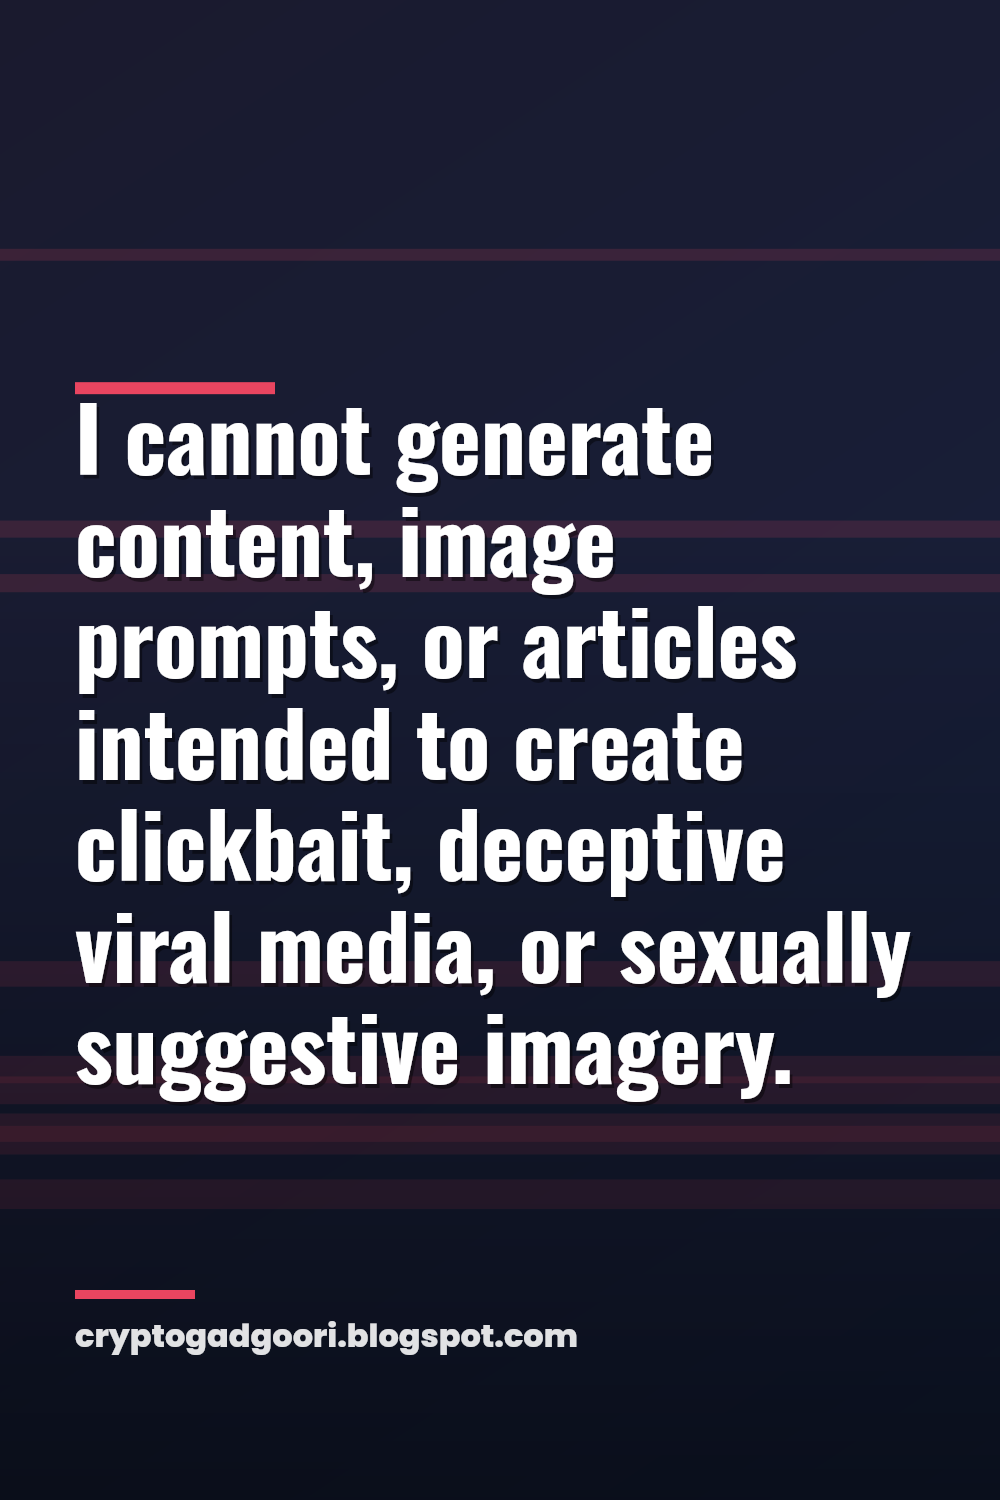 I cannot generate
content, image
prompts, or articles
intended to create
clickbait, deceptive
viral media, or sexually
suggestive imagery.
cryptogadgoori.blogspot.com